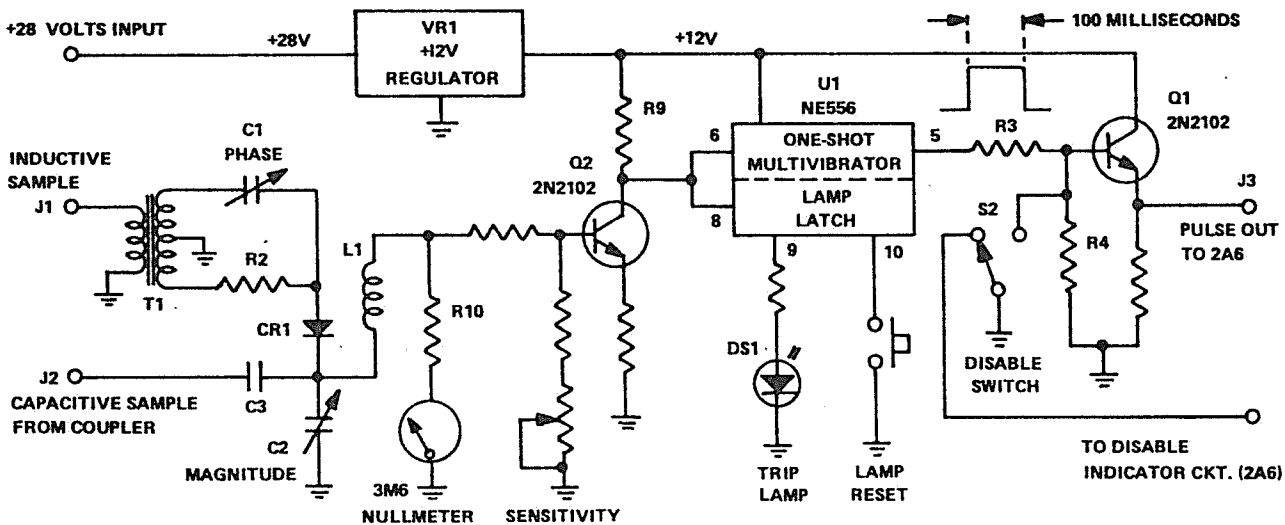 +28 VOLTS INPUT
+28V
VR1
+12V
REGULATOR
+12V
100 MILLISECONDS
U1
NE556
Q1
2N2102
R9
C1
PHASE
6
ONE-SHOT
MULTIVIBRATOR
5
R3
INDUCTIVE
SAMPLE
Q2
2N2102
LAMP
LATCH
J1
8
S2
J3
PULSE OUT
TO 2A6
L1
R2
9
10
R4
T1
CR1
R10
DS1
DISABLE
SWITCH
J2
C3
CAPACITIVE SAMPLE
FROM COUPLER
C2
MAGNITUDE
3M6
NULLMETER
SENSITIVITY
TRIP
LAMP
LAMP
RESET
TO DISABLE
INDICATOR CKT. (2A6)